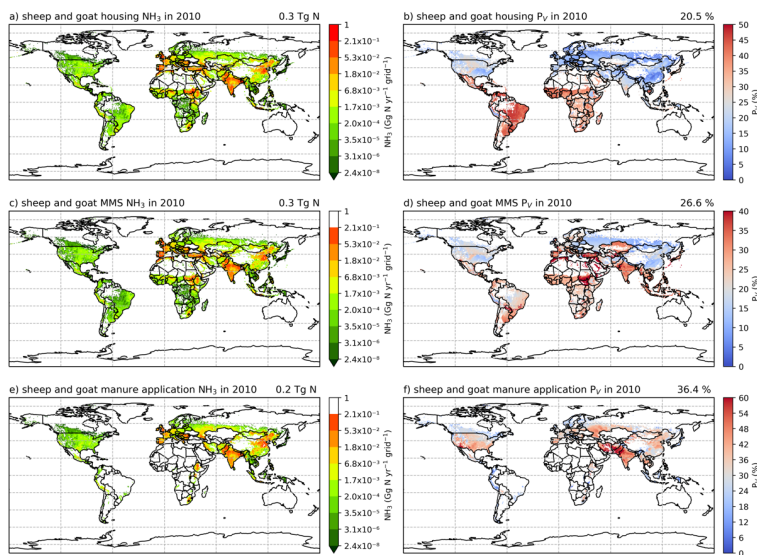 a) sheep and goat housing NH₃ in 2010 0.3 Tg N
1
2.1x10⁻¹
5.3x10⁻²
6.8x10⁻³
1.7x10⁻³
2.0x10⁻⁴
3.5x10⁻⁵
3.1x10⁻⁶
2.4x10⁻⁸
NH₃ (Gg N yr⁻¹ grid⁻¹)
b) sheep and goat housing Pᵥ in 2010 20.5 %
50
45
40
35
30
25
20
15
10
5
0
Pᵥ (%)
c) sheep and goat MMS NH₃ in 2010 0.3 Tg N
1
2.1x10⁻¹
5.3x10⁻²
6.8x10⁻³
1.7x10⁻³
2.0x10⁻⁴
3.5x10⁻⁵
3.1x10⁻⁶
2.4x10⁻⁸
NH₃ (Gg N yr⁻¹ grid⁻¹)
d) sheep and goat MMS Pᵥ in 2010 26.6 %
40
35
30
25
20
15
10
5
0
Pᵥ (%)
e) sheep and goat manure application NH₃ in 2010 0.2 Tg N
1
2.1x10⁻¹
5.3x10⁻²
6.8x10⁻³
1.7x10⁻³
2.0x10⁻⁴
3.5x10⁻⁵
3.1x10⁻⁶
2.4x10⁻⁸
NH₃ (Gg N yr⁻¹ grid⁻¹)
f) sheep and goat manure application Pᵥ in 2010 36.4 %
60
54
48
42
36
30
24
18
12
6
0
Pᵥ (%)